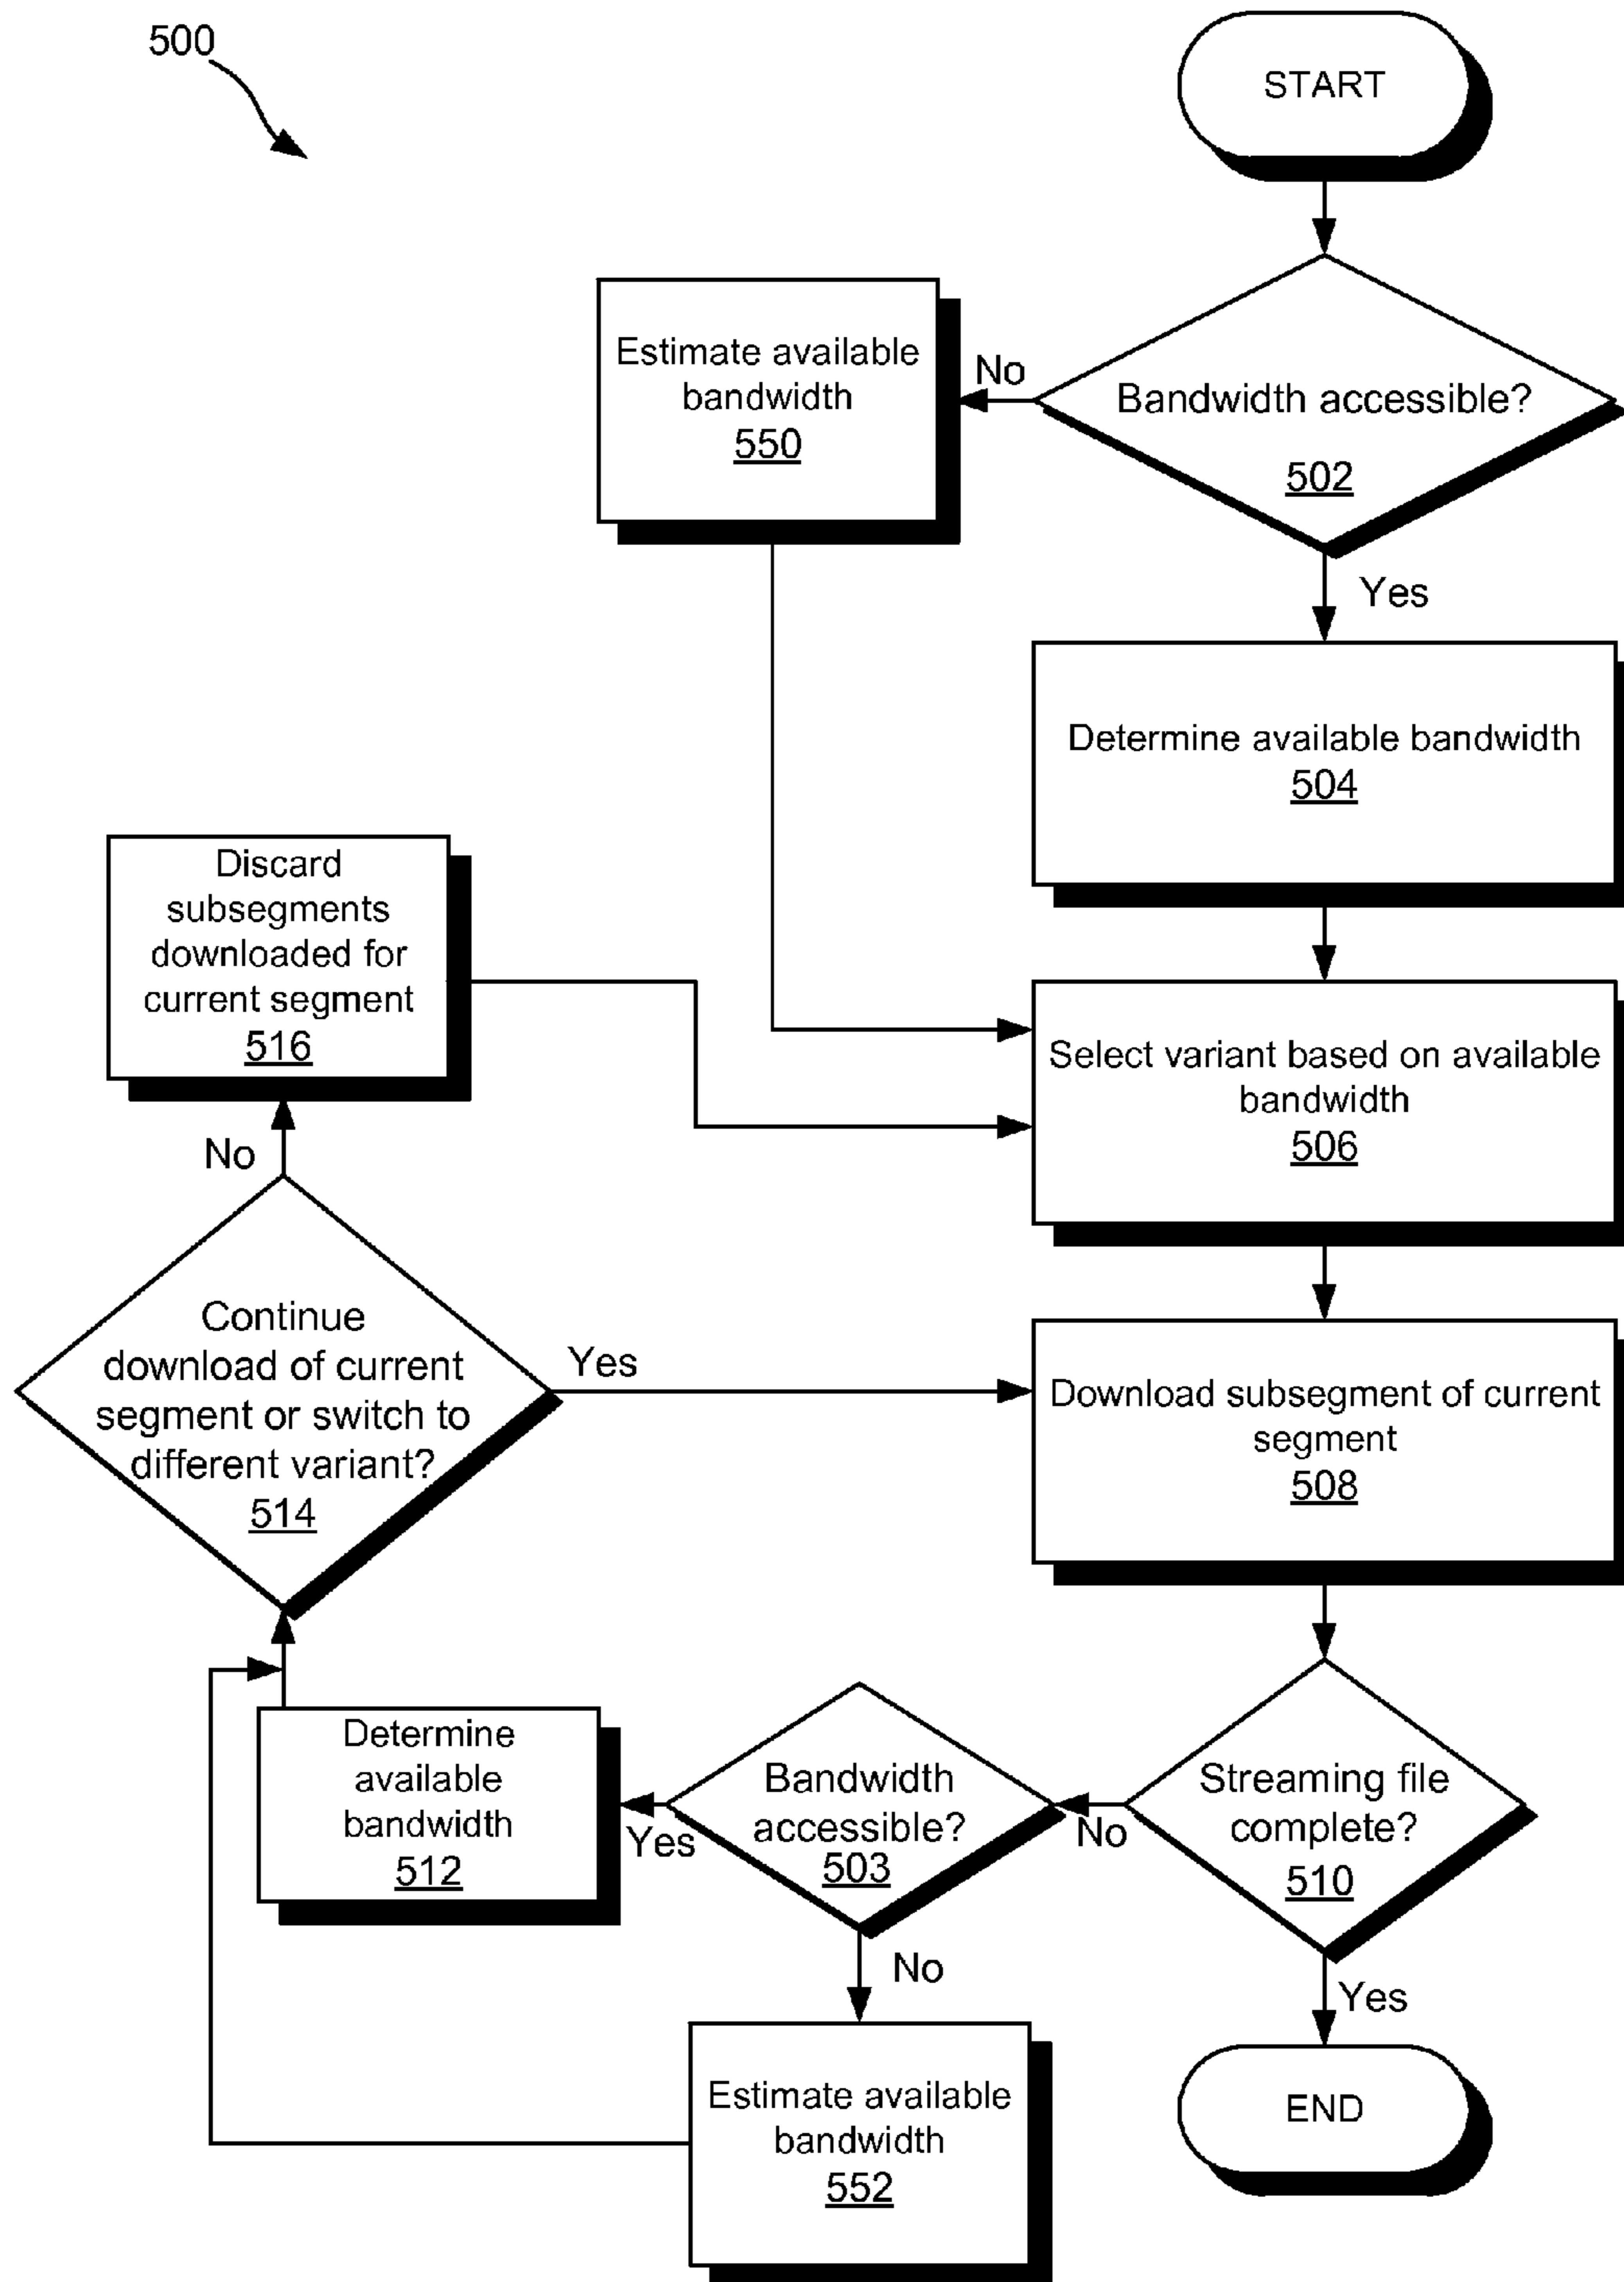 500
START
Bandwidth accessible?
502
No
Estimate available
bandwidth
550
Yes
Determine available bandwidth
504
Discard
subsegments
downloaded for
current segment
516
Select variant based on available
bandwidth
506
No
Continue
download of current
segment or switch to
different variant?
514
Yes
Download subsegment of current
segment
508
Streaming file
complete?
510
No
Bandwidth
accessible?
503
Yes
Determine
available
bandwidth
512
No
Estimate available
bandwidth
552
Yes
END